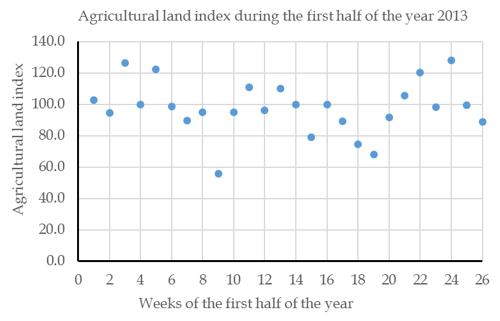 Agricultural land index during the first half of the year 2013
140.0
120.0
100.0
80.0
60.0
40.0
20.0
0.0
Agricultural land index
0 2 4 6 8 10 12 14 16 18 20 22 24 26
Weeks of the first half of the year